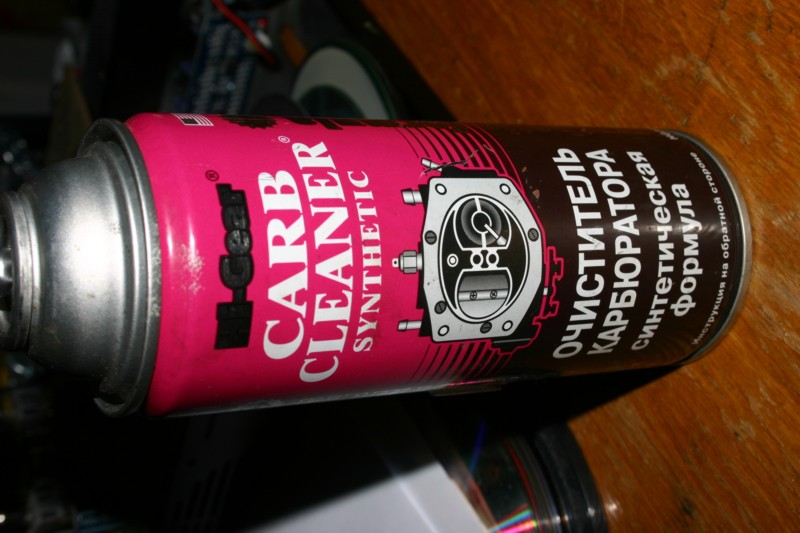 Hi-Gear®
CARB®
CLEANER
SYNTHETIC
ОЧИСТИТЕЛЬ
КАРБЮРАТОРА
синтетическая
формула
Инструкция на обратной стороне